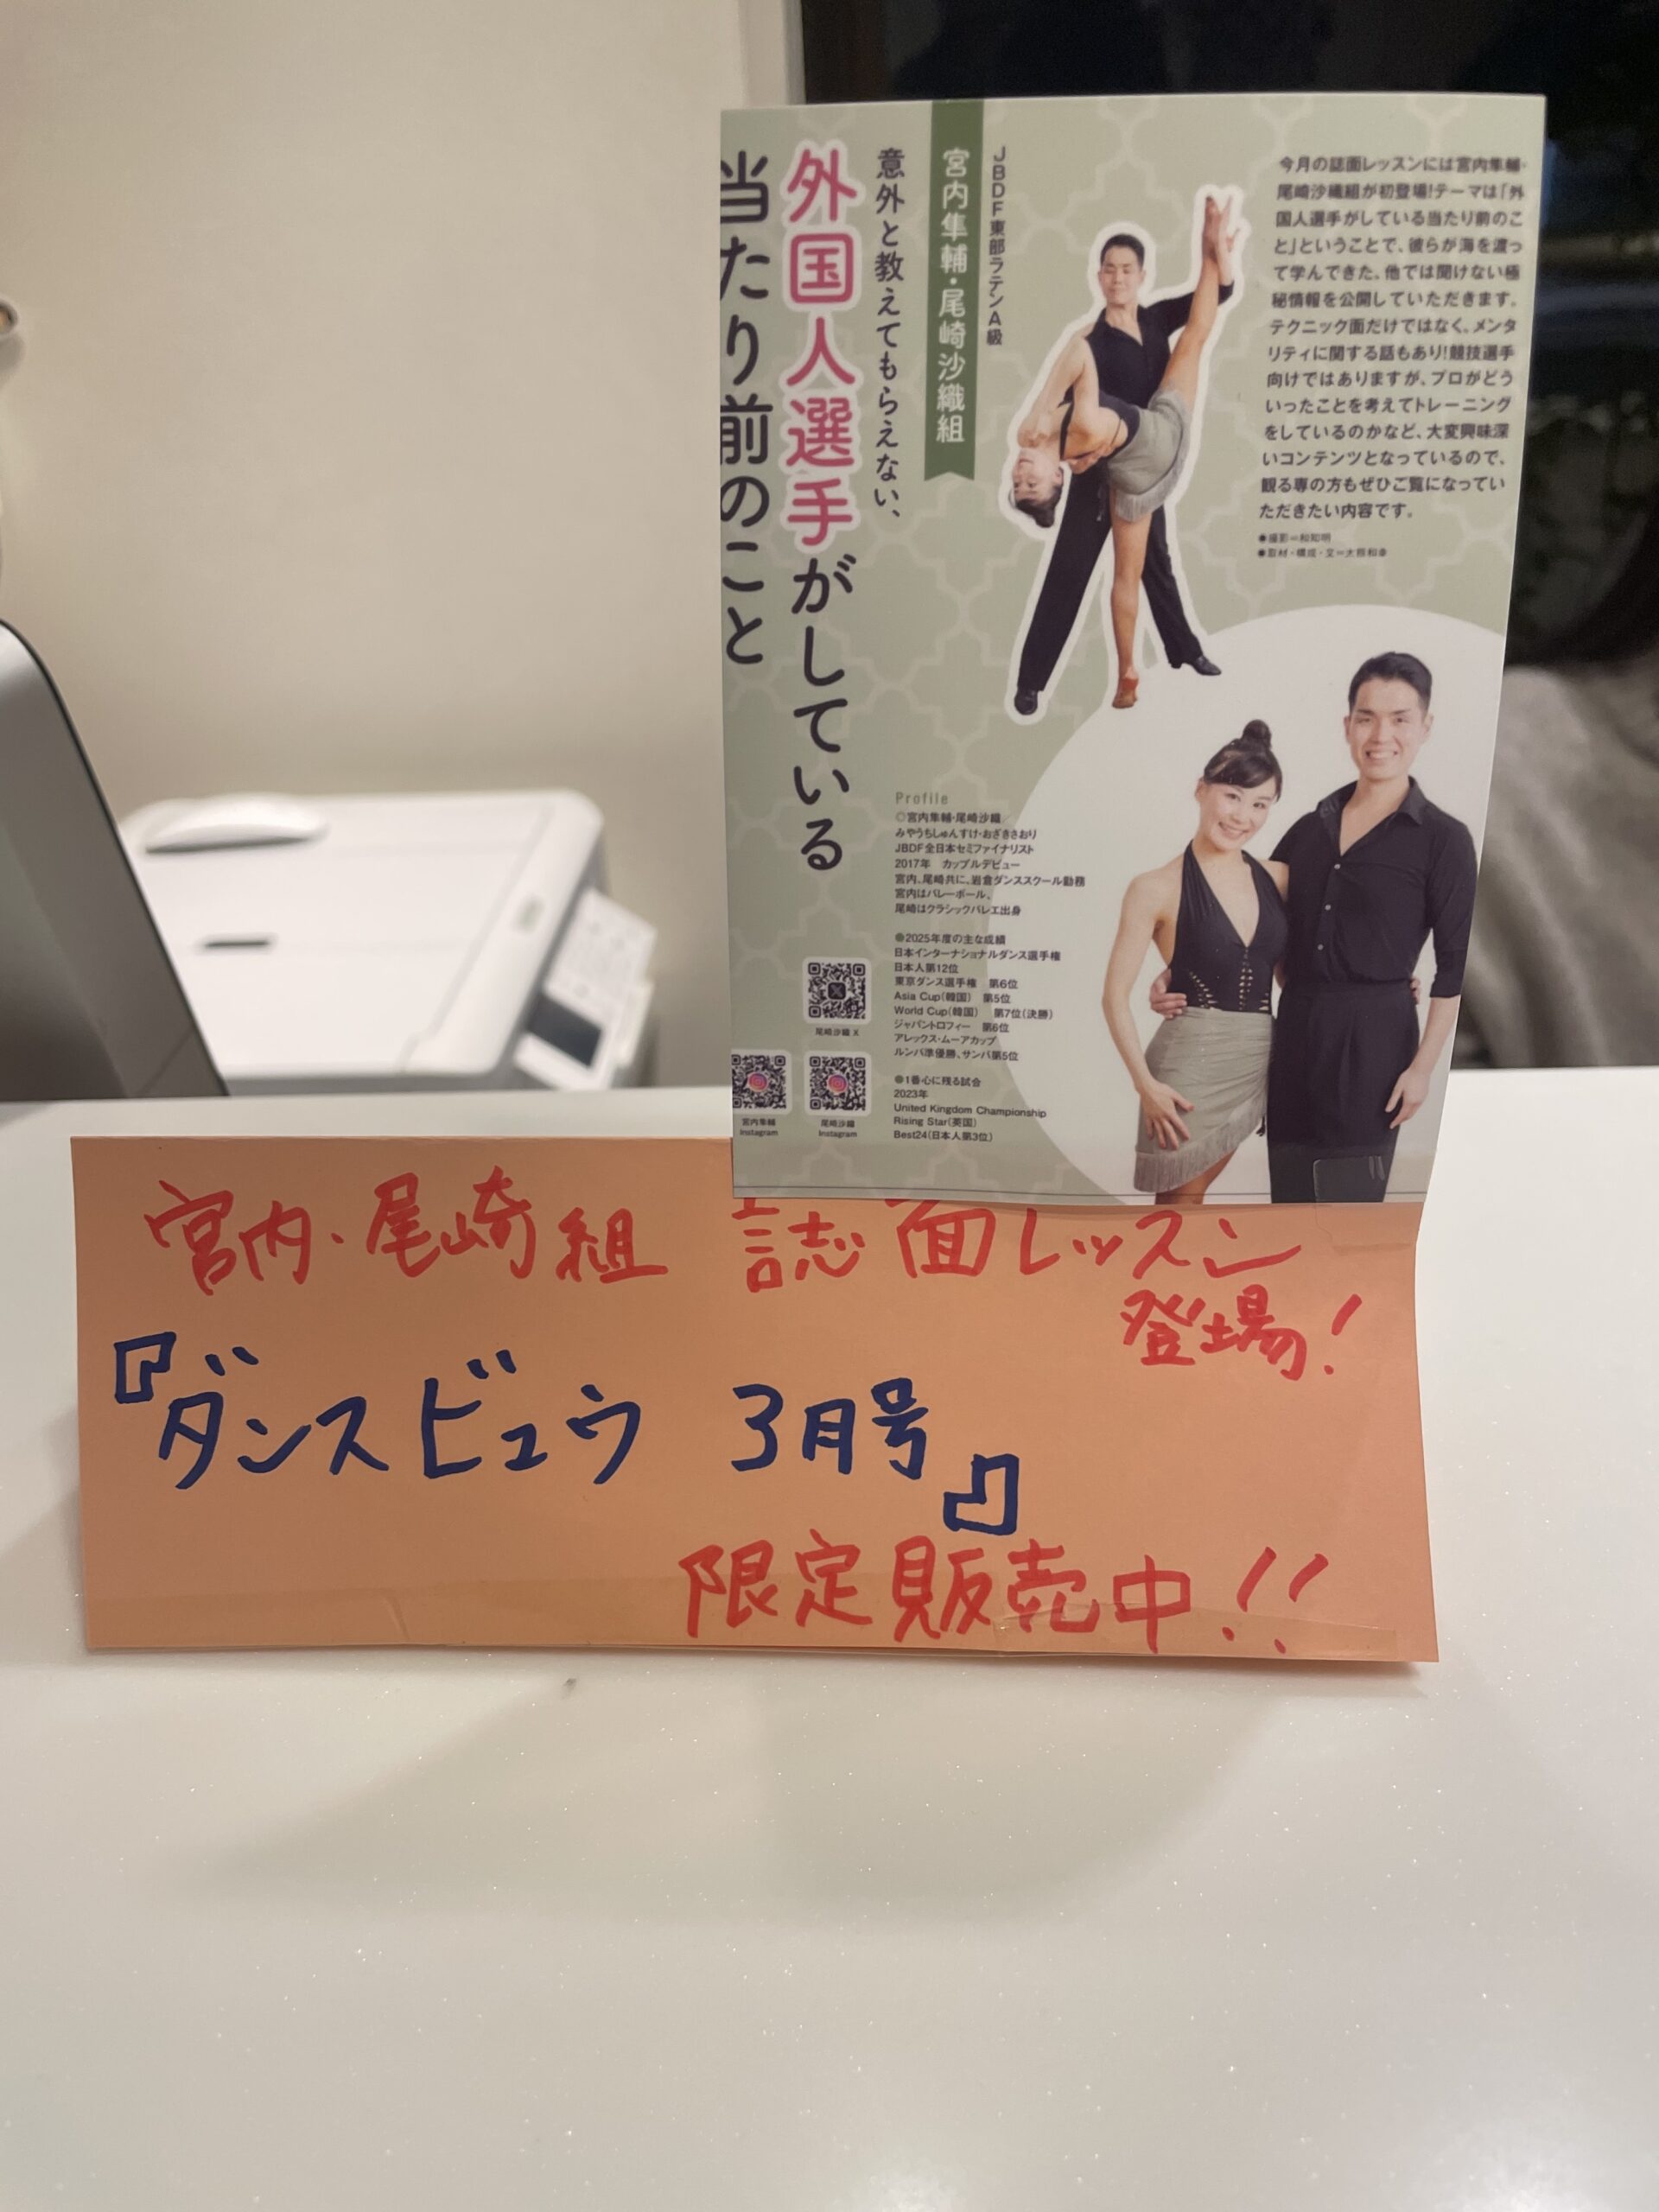 今月の誌面レッスンには宮内隼輔・
尾崎沙織組が初登場！テーマは「外
国人選手がしている当たり前のこ
と」ということで、彼らが海を渡っ
て学んできた、他では聞けない極
秘情報を公開していただきます。
テクニック面だけではなく、メンタ
リティに関する話もあり！競技選手
向けではありますが、プロがどう
いったことを考えてトレーニング
をしているのかなど、大変興味深
いコンテンツとなっているので、
観る専の方もぜひご覧になってい
ただきたい内容です。
●撮影＝和知明
●取材・構成・文＝大熊和幸
JBDF東部ラテンA級
宮内隼輔・尾崎沙織組
意外と教えてもらえない、
外国人選手がしている
当たり前のこと
Profile
◎宮内隼輔・尾崎沙織／
みやうちしゅんすけ・おざきさおり
JBDF全日本セミファイナリスト
2017年　カップルデビュー
宮内、尾崎共に、岩倉ダンススクール勤務
宮内はバレーボール、
尾崎はクラシックバレエ出身
●2025年度の主な成績
日本インターナショナルダンス選手権
日本人第12位
東京ダンス選手権　第6位
Asia Cup（韓国）　第5位
World Cup（韓国）　第7位（決勝）
ジャパントロフィー　第6位
アレックス・ムーアカップ
ルンバ準優勝、サンバ第5位
●1番心に残る試合
2023年
United Kingdom Championship
Rising Star（英国）
Best24（日本人第3位）
尾崎沙織 X
宮内隼輔
Instagram
尾崎沙織
Instagram
宮内・尾崎組 誌面レッスン
登場！
『ダンスビュウ 3月号』
限定販売中！！